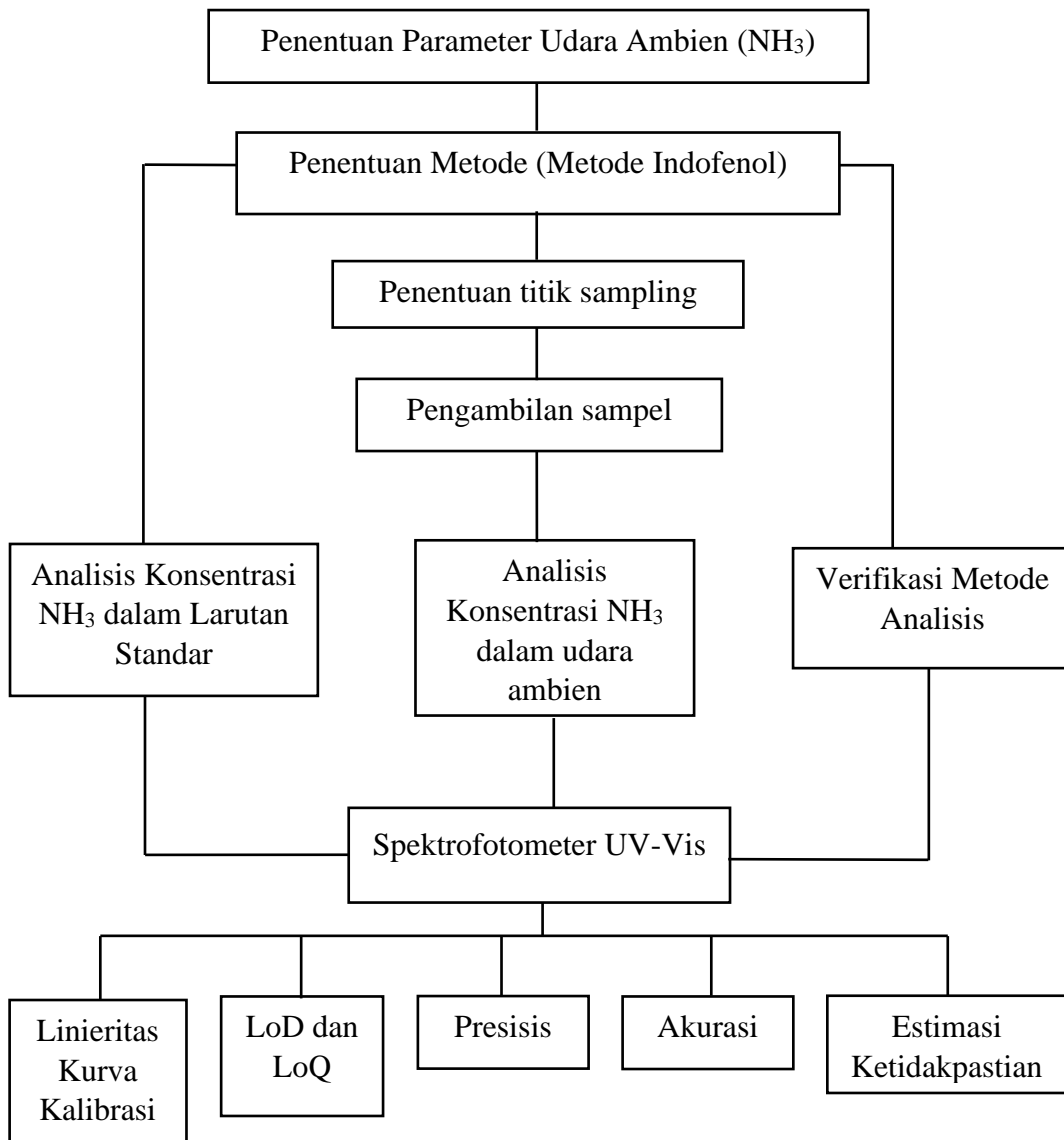 Penentuan Parameter Udara Ambien (NH₃)
Penentuan Metode (Metode Indofenol)
Penentuan titik sampling
Pengambilan sampel
Analisis Konsentrasi
NH₃ dalam Larutan
Standar
Analisis
Konsentrasi NH₃
dalam udara
ambien
Verifikasi Metode
Analisis
Spektrofotometer UV-Vis
Linieritas
Kurva
Kalibrasi
LoD dan
LoQ
Presisis
Akurasi
Estimasi
Ketidakpastian